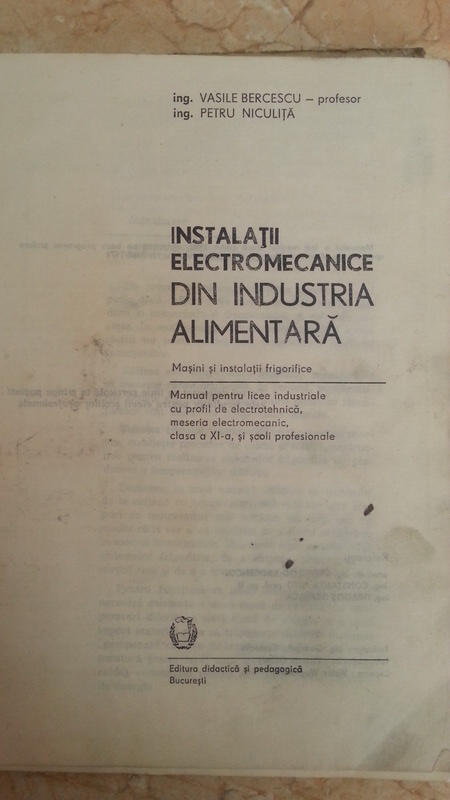 ing. VASILE BERCESCU – profesor
ing. PETRU NICULIȚĂ
INSTALAȚII
ELECTROMECANICE
DIN INDUSTRIA
ALIMENTARĂ
Mașini și instalații frigorifice
Manual pentru licee industriale
cu profil de electrotehnică,
meseria electromecanic,
clasa a XI-a, și școli profesionale
Editura didactică și pedagogică
București